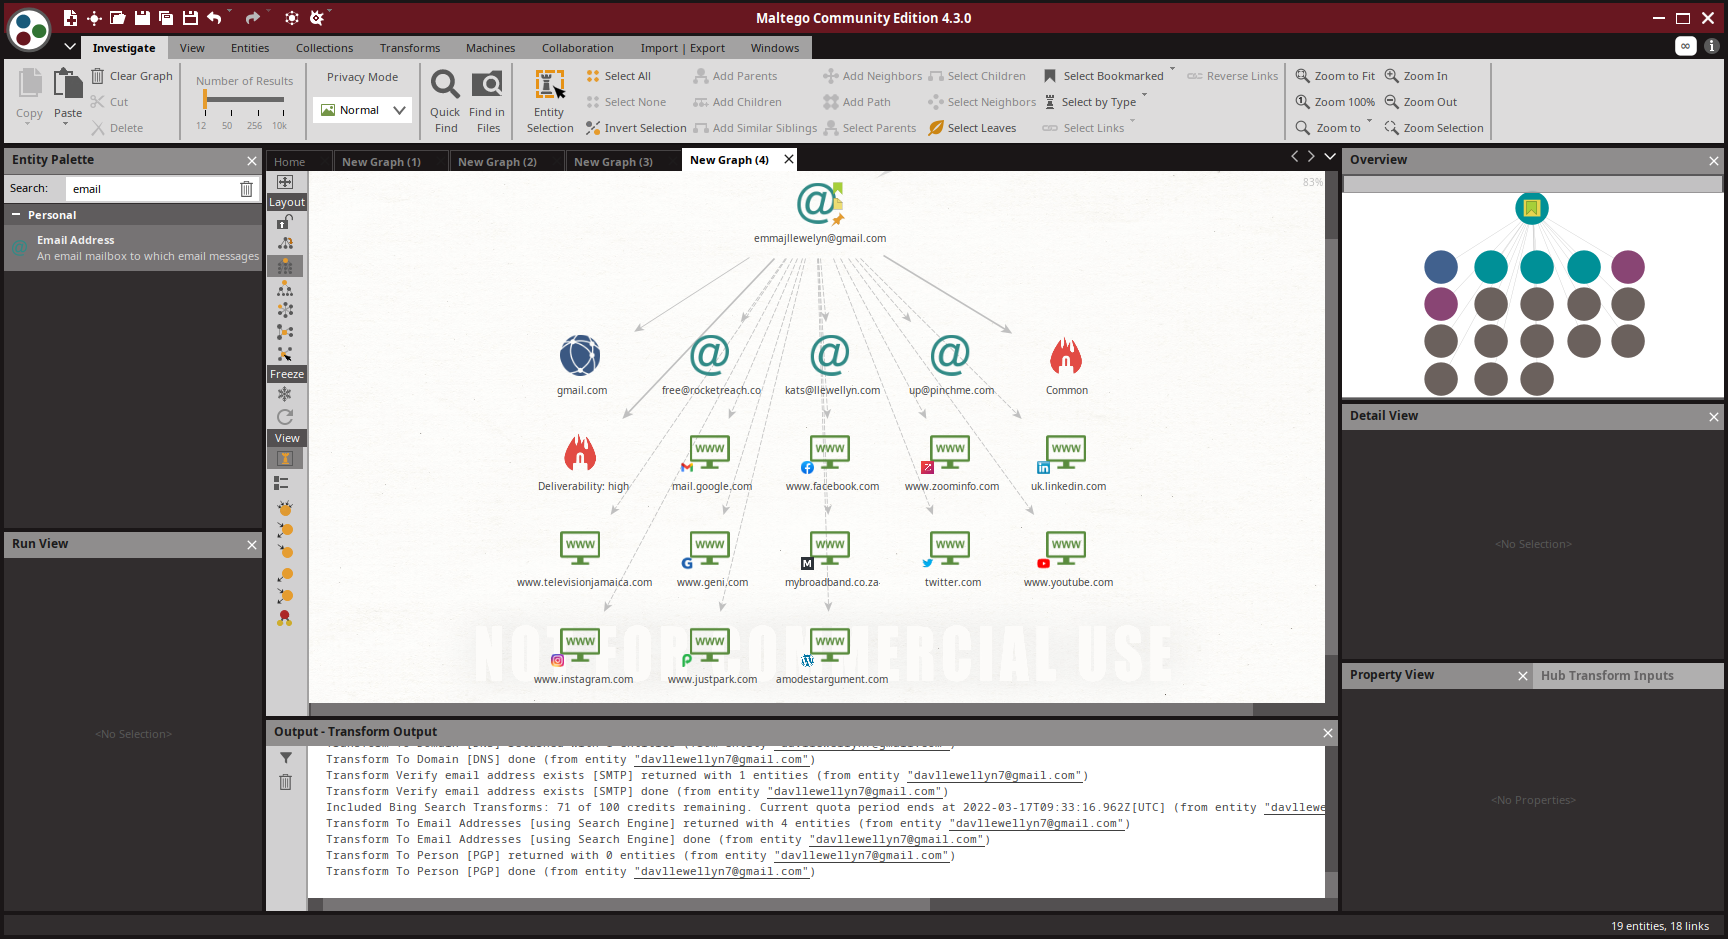 Maltego Community Edition 4.3.0
Investigate View Entities Collections Transforms Machines Collaboration Import | Export Windows
Copy
Paste
Clear Graph
Cut
Delete
Number of Results
12 50 256 10k
Privacy Mode
Normal
Quick
Find
Find in
Files
Entity
Selection
Select All
Select None
Invert Selection
Add Parents
Add Children
Add Similar Siblings
Add Neighbors
Add Path
Select Parents
Select Children
Select Neighbors
Select Leaves
Select Bookmarked
Select by Type
Select Links
Reverse Links
Zoom to Fit
Zoom 100%
Zoom to
Zoom In
Zoom Out
Zoom Selection
Entity Palette
Search: email
Personal
Email Address
An email mailbox to which email messages
Run View
<No Selection>
Home New Graph (1) New Graph (2) New Graph (3) New Graph (4)
Layout
Freeze
View
83%
emmajllewelyn@gmail.com
gmail.com free@rocketreach.co kats@llewellyn.com up@pinchme.com Common
Deliverability: high mail.google.com www.facebook.com www.zoominfo.com uk.linkedin.com
www.televisionjamaica.com www.geni.com mybroadband.co.za twitter.com www.youtube.com
www.instagram.com www.justpark.com amodestargument.com
NOT FOR COMMERCIAL USE
Output - Transform Output
Transform To Domain [DNS] done (from entity "davllewellyn7@gmail.com")
Transform Verify email address exists [SMTP] returned with 1 entities (from entity "davllewellyn7@gmail.com")
Transform Verify email address exists [SMTP] done (from entity "davllewellyn7@gmail.com")
Included Bing Search Transforms: 71 of 100 credits remaining. Current quota period ends at 2022-03-17T09:33:16.962Z[UTC] (from entity "davllewe
Transform To Email Addresses [using Search Engine] returned with 4 entities (from entity "davllewellyn7@gmail.com")
Transform To Email Addresses [using Search Engine] done (from entity "davllewellyn7@gmail.com")
Transform To Person [PGP] returned with 0 entities (from entity "davllewellyn7@gmail.com")
Transform To Person [PGP] done (from entity "davllewellyn7@gmail.com")
Overview
Detail View
<No Selection>
Property View Hub Transform Inputs
<No Properties>
19 entities, 18 links